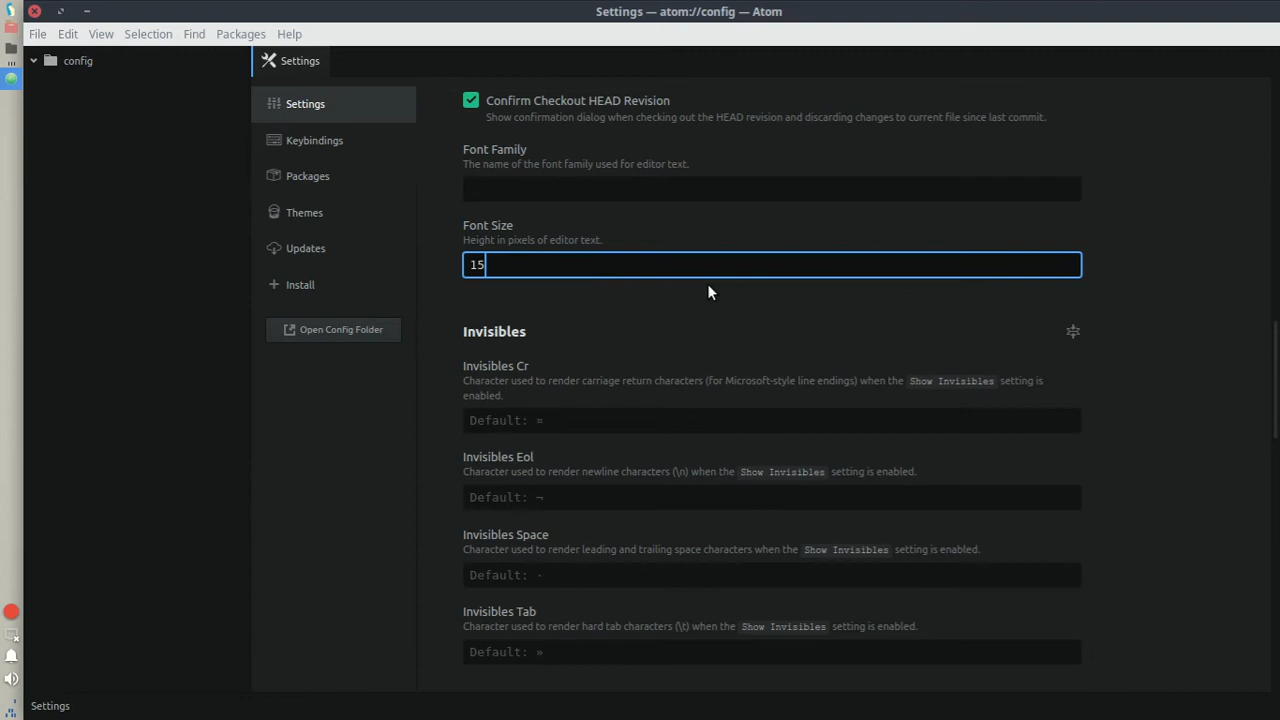 Settings — atom://config — Atom
File Edit View Selection Find Packages Help
config
Settings
Settings
Keybindings
Packages
Themes
Updates
Install
Open Config Folder
Confirm Checkout HEAD Revision
Show confirmation dialog when checking out the HEAD revision and discarding changes to current file since last commit.
Font Family
The name of the font family used for editor text.
Font Size
Height in pixels of editor text.
15
Invisibles
Invisibles Cr
Character used to render carriage return characters (for Microsoft-style line endings) when the Show Invisibles setting is
enabled.
Default: ¤
Invisibles Eol
Character used to render newline characters (\n) when the Show Invisibles setting is enabled.
Default: ¬
Invisibles Space
Character used to render leading and trailing space characters when the Show Invisibles setting is enabled.
Default: ·
Invisibles Tab
Character used to render hard tab characters (\t) when the Show Invisibles setting is enabled.
Default: »
Settings